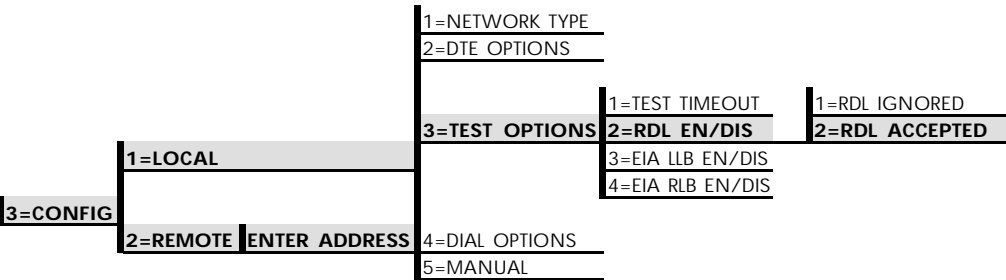 1=NETWORK TYPE
2=DTE OPTIONS
1=TEST TIMEOUT 1=RDL IGNORED
3=TEST OPTIONS 2=RDL EN/DIS 2=RDL ACCEPTED
1=LOCAL 3=EIA LLB EN/DIS
4=EIA RLB EN/DIS
3=CONFIG
2=REMOTE ENTER ADDRESS 4=DIAL OPTIONS
5=MANUAL